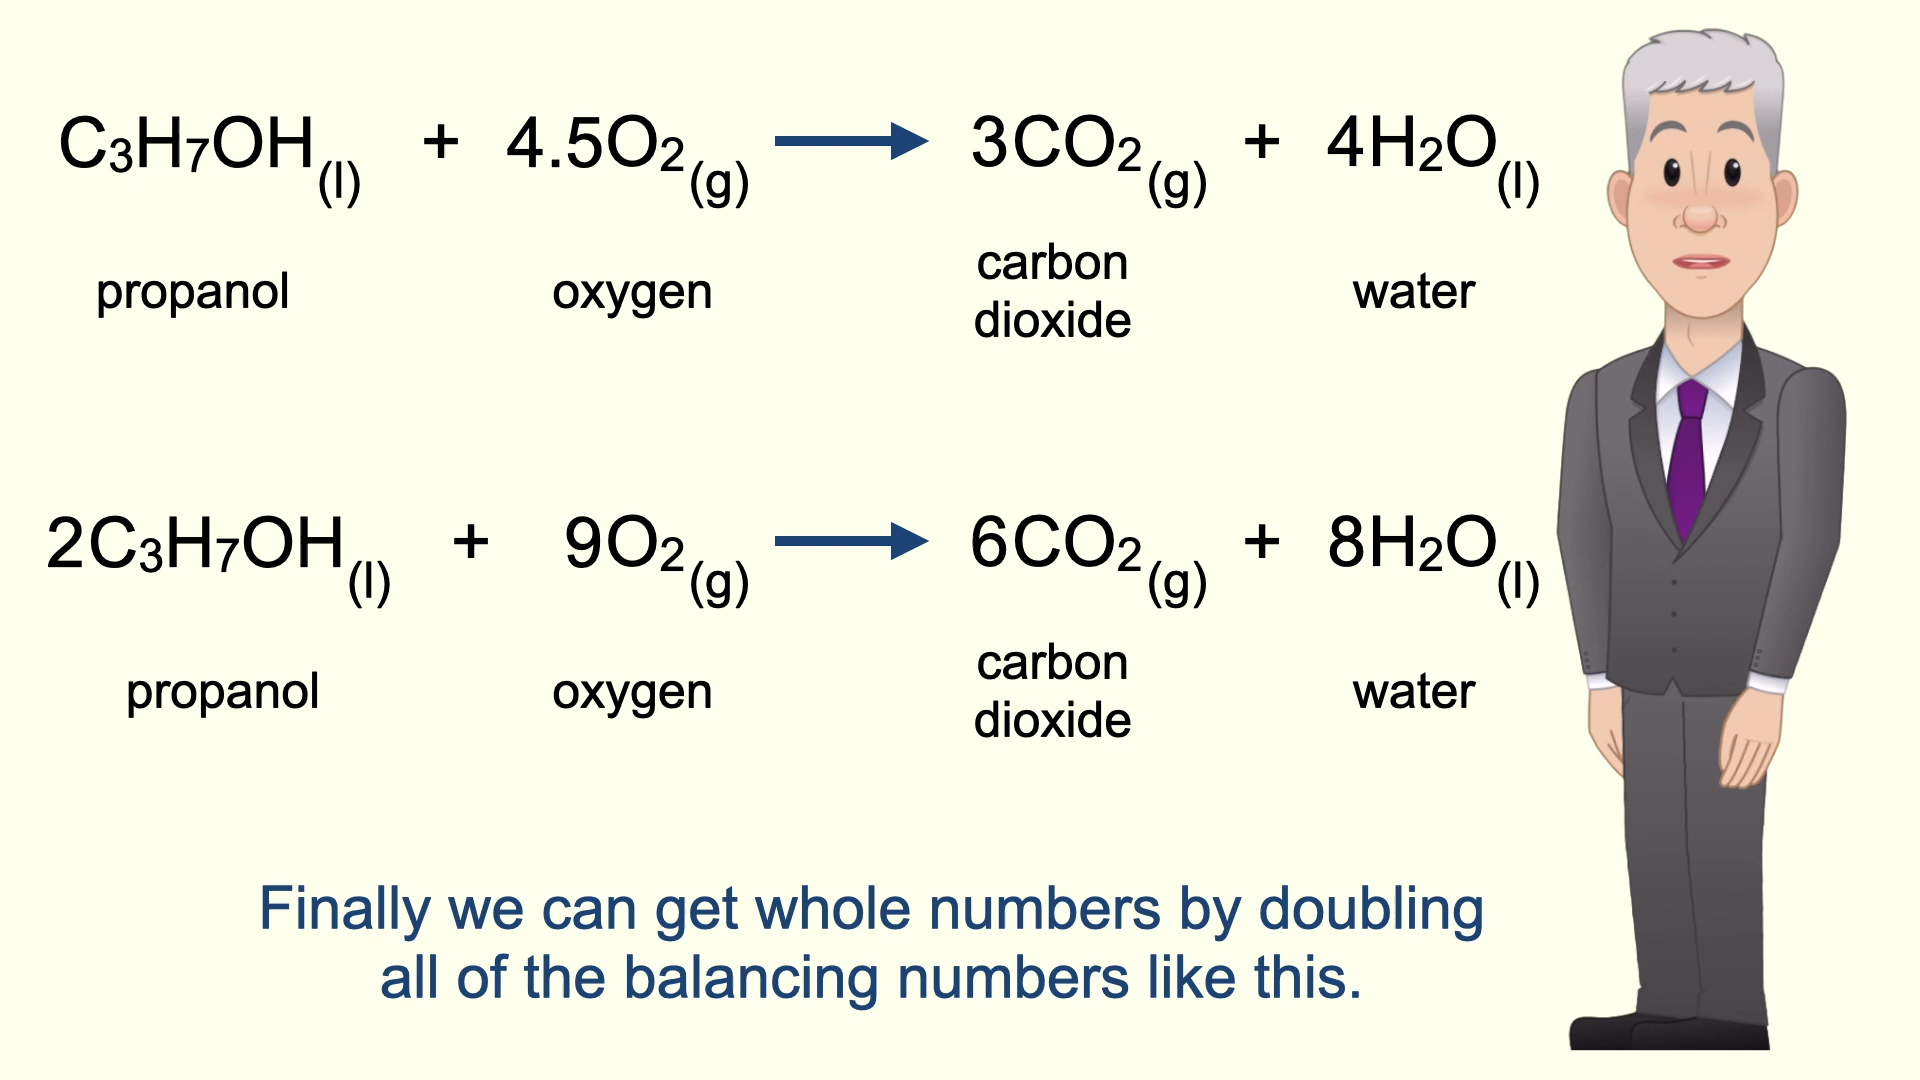 C₃H₇OH(l) + 4.5O₂(g) → 3CO₂(g) + 4H₂O(l)
propanol oxygen carbon dioxide water
2C₃H₇OH(l) + 9O₂(g) → 6CO₂(g) + 8H₂O(l)
propanol oxygen carbon dioxide water
Finally we can get whole numbers by doubling
all of the balancing numbers like this.